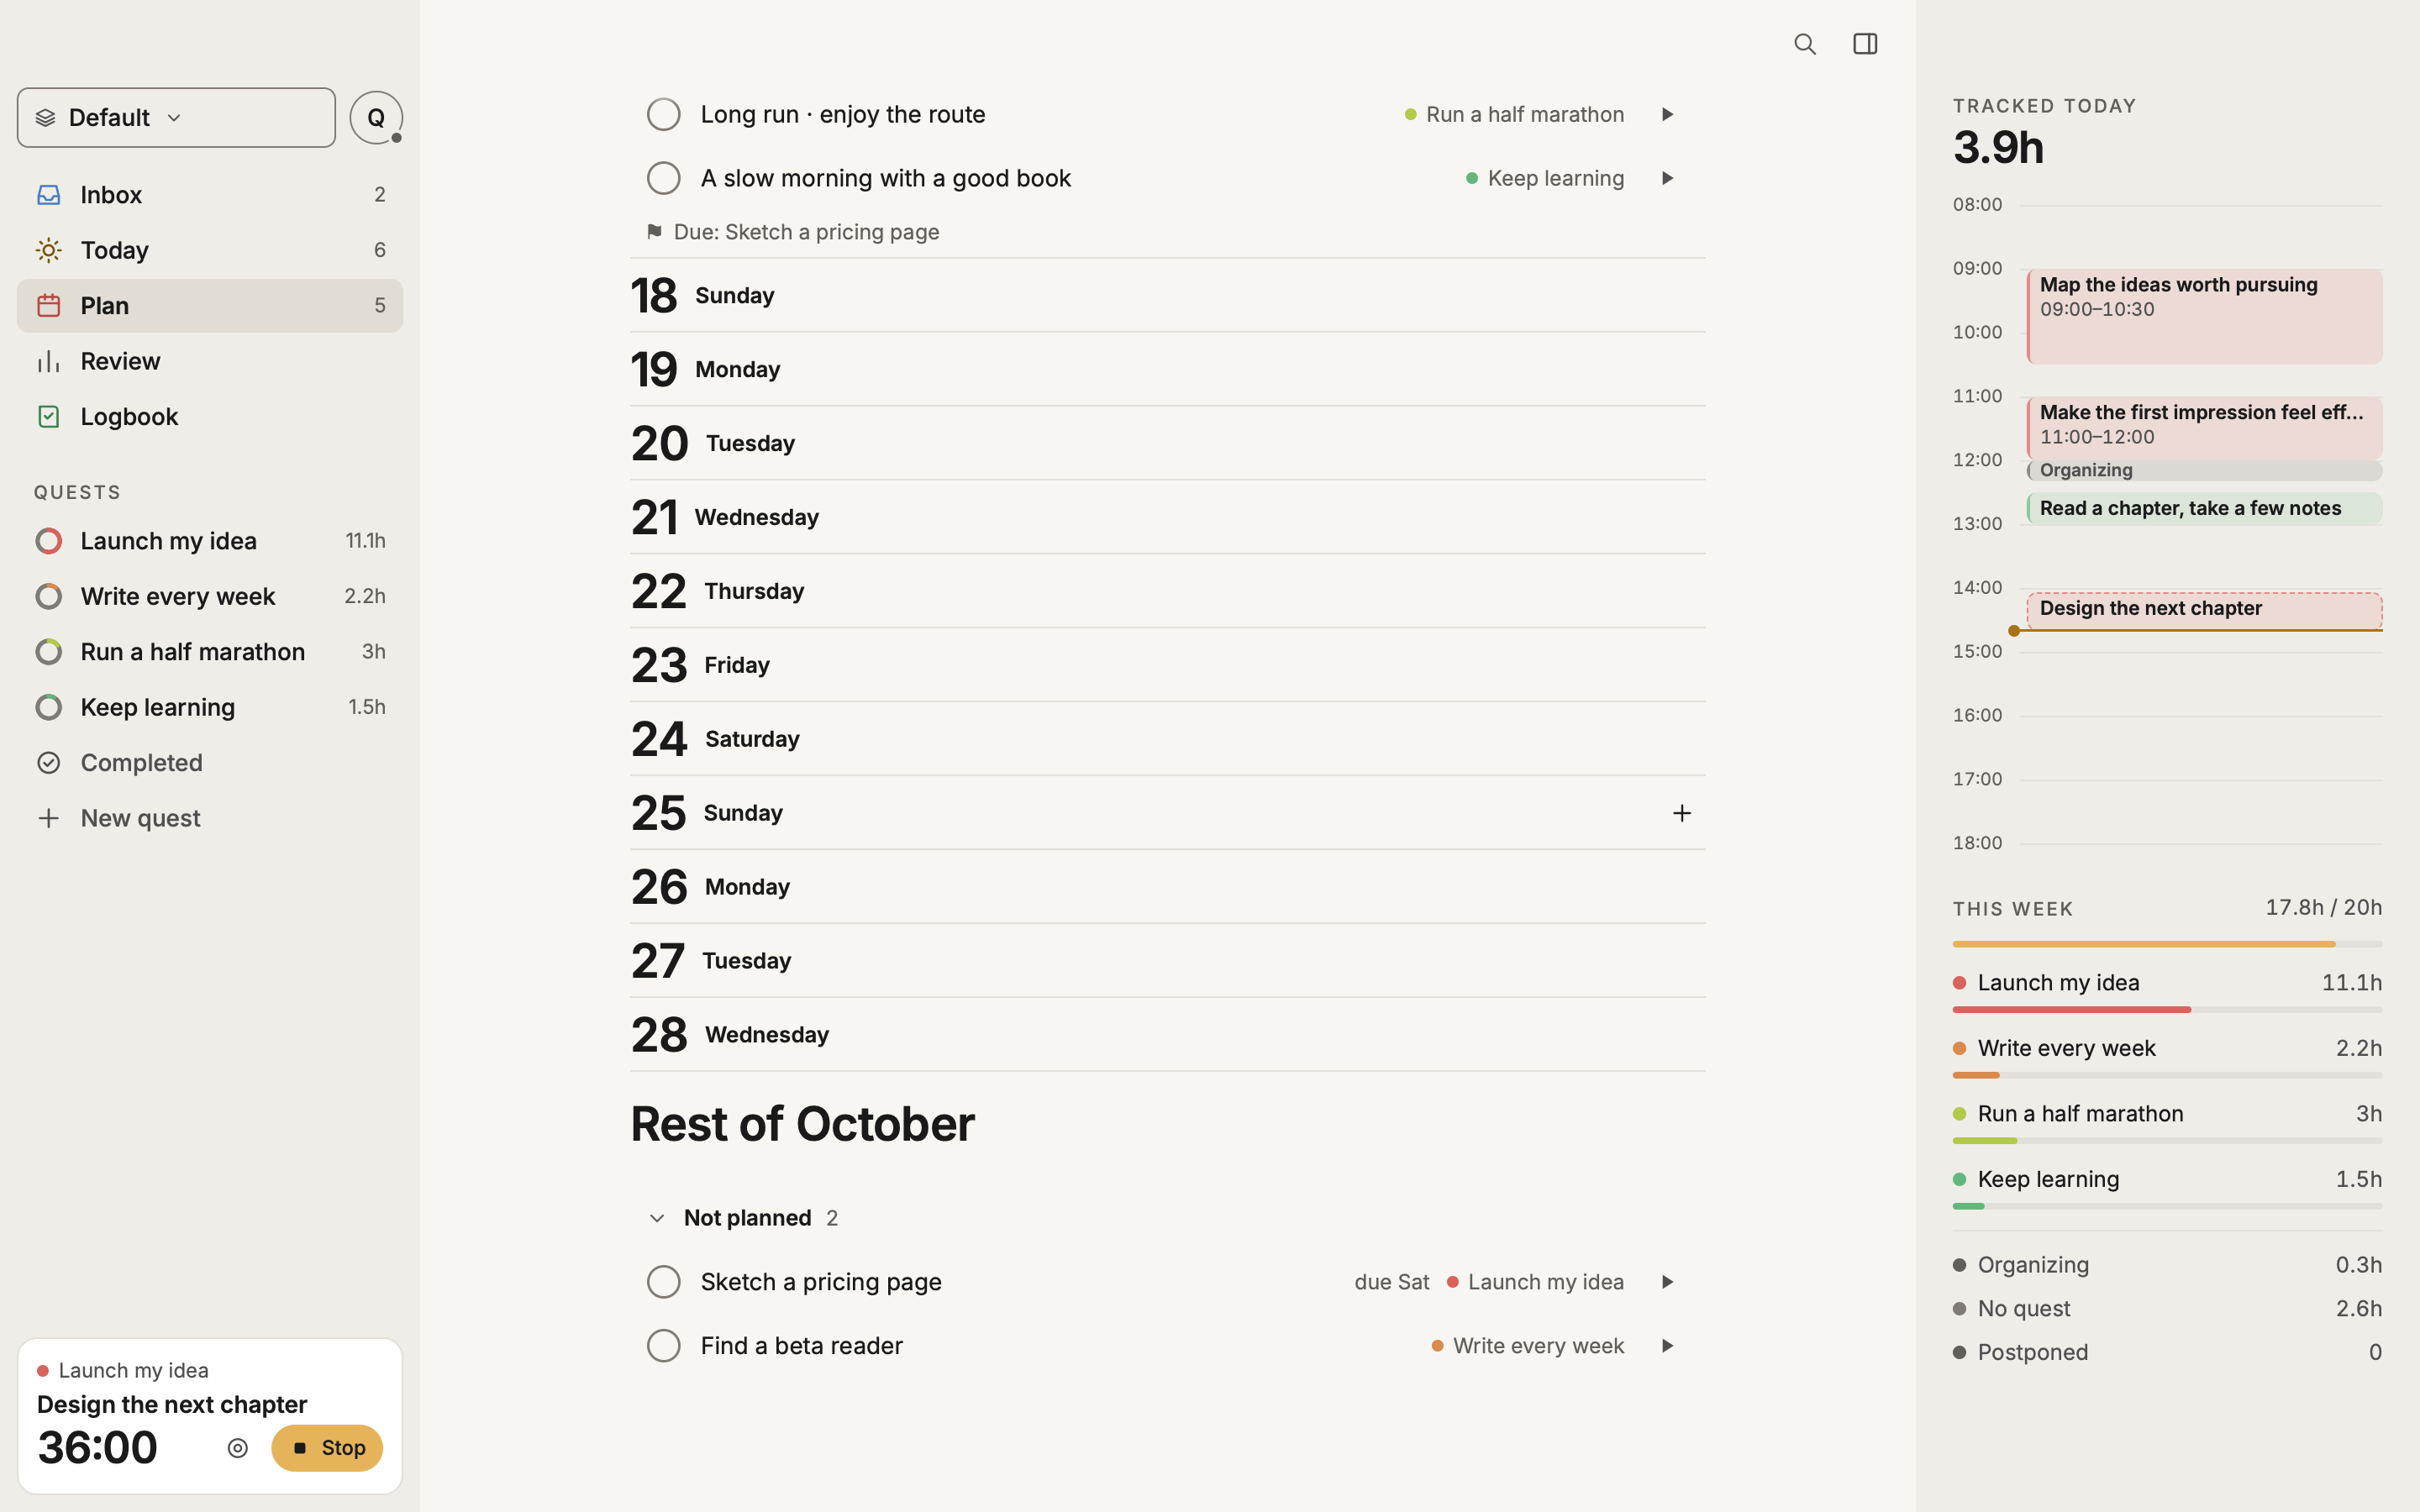 Default
Q
Inbox 2
Today 6
Plan 5
Review
Logbook
QUESTS
Launch my idea 11.1h
Write every week 2.2h
Run a half marathon 3h
Keep learning 1.5h
Completed
New quest
Launch my idea
Design the next chapter
36:00 Stop
Long run · enjoy the route Run a half marathon
A slow morning with a good book Keep learning
Due: Sketch a pricing page
18 Sunday
19 Monday
20 Tuesday
21 Wednesday
22 Thursday
23 Friday
24 Saturday
25 Sunday
26 Monday
27 Tuesday
28 Wednesday
Rest of October
Not planned 2
Sketch a pricing page due Sat Launch my idea
Find a beta reader Write every week
TRACKED TODAY
3.9h
08:00
09:00
Map the ideas worth pursuing
09:00–10:30
10:00
11:00
Make the first impression feel eff...
11:00–12:00
12:00
Organizing
Read a chapter, take a few notes
13:00
14:00
Design the next chapter
15:00
16:00
17:00
18:00
THIS WEEK 17.8h / 20h
Launch my idea 11.1h
Write every week 2.2h
Run a half marathon 3h
Keep learning 1.5h
Organizing 0.3h
No quest 2.6h
Postponed 0